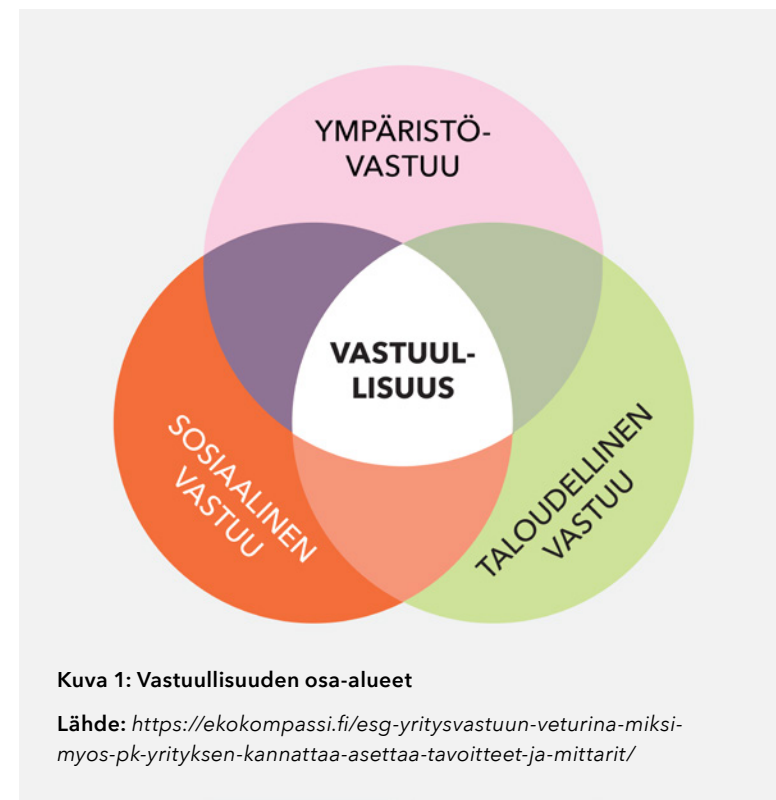 YMPÄRISTÖ-
VASTUU
VASTUUL-
LISUUS
SOSIAALINEN
VASTUU
TALOUDELLINEN
VASTUU
Kuva 1: Vastuullisuuden osa-alueet
Lähde: https://ekokompassi.fi/esg-yritysvastuun-veturina-miksi-
myos-pk-yrityksen-kannattaa-asettaa-tavoitteet-ja-mittarit/